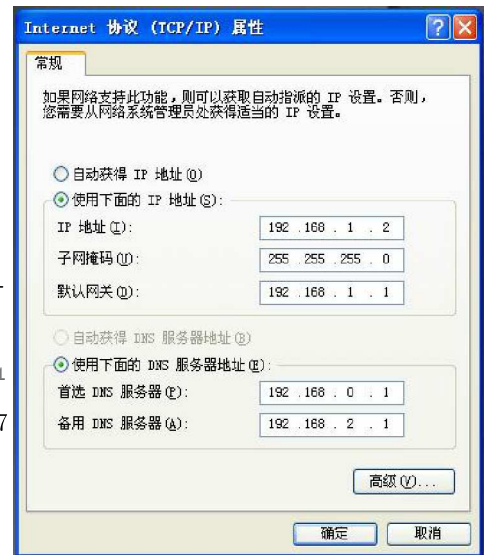 Internet 协议 (TCP/IP) 属性
常规
如果网络支持此功能,则可以获取自动指派的 IP 设置。否则,
您需要从网络系统管理员处获得适当的 IP 设置。
自动获得 IP 地址(O)
使用下面的 IP 地址(S):
IP 地址(I): 192 .168 . 1 . 2
子网掩码(U): 255 .255 .255 . 0
默认网关(D): 192 .168 . 1 . 1
自动获得 DNS 服务器地址(B)
使用下面的 DNS 服务器地址(E):
首选 DNS 服务器(P): 192 .168 . 0 . 1
备用 DNS 服务器(A): 192 .168 . 2 . 1
高级(V)...
确定 取消